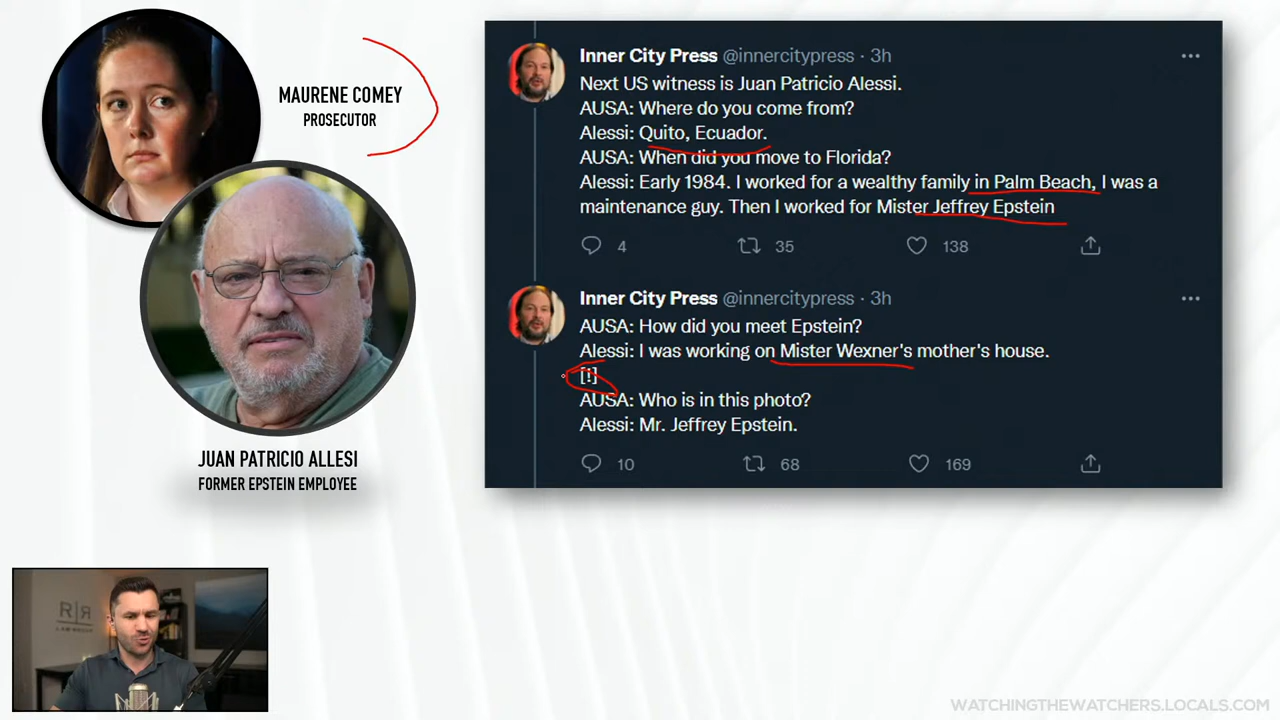 MAURENE COMEY
PROSECUTOR
JUAN PATRICIO ALLESI
FORMER EPSTEIN EMPLOYEE
Inner City Press @innercitypress · 3h
Next US witness is Juan Patricio Alessi.
AUSA: Where do you come from?
Alessi: Quito, Ecuador.
AUSA: When did you move to Florida?
Alessi: Early 1984. I worked for a wealthy family in Palm Beach, I was a
maintenance guy. Then I worked for Mister Jeffrey Epstein
4 35 138
Inner City Press @innercitypress · 3h
AUSA: How did you meet Epstein?
Alessi: I was working on Mister Wexner's mother's house.
[!]
AUSA: Who is in this photo?
Alessi: Mr. Jeffrey Epstein.
10 68 169
R|R
WATCHINGTHEWATCHERS.LOCALS.COM